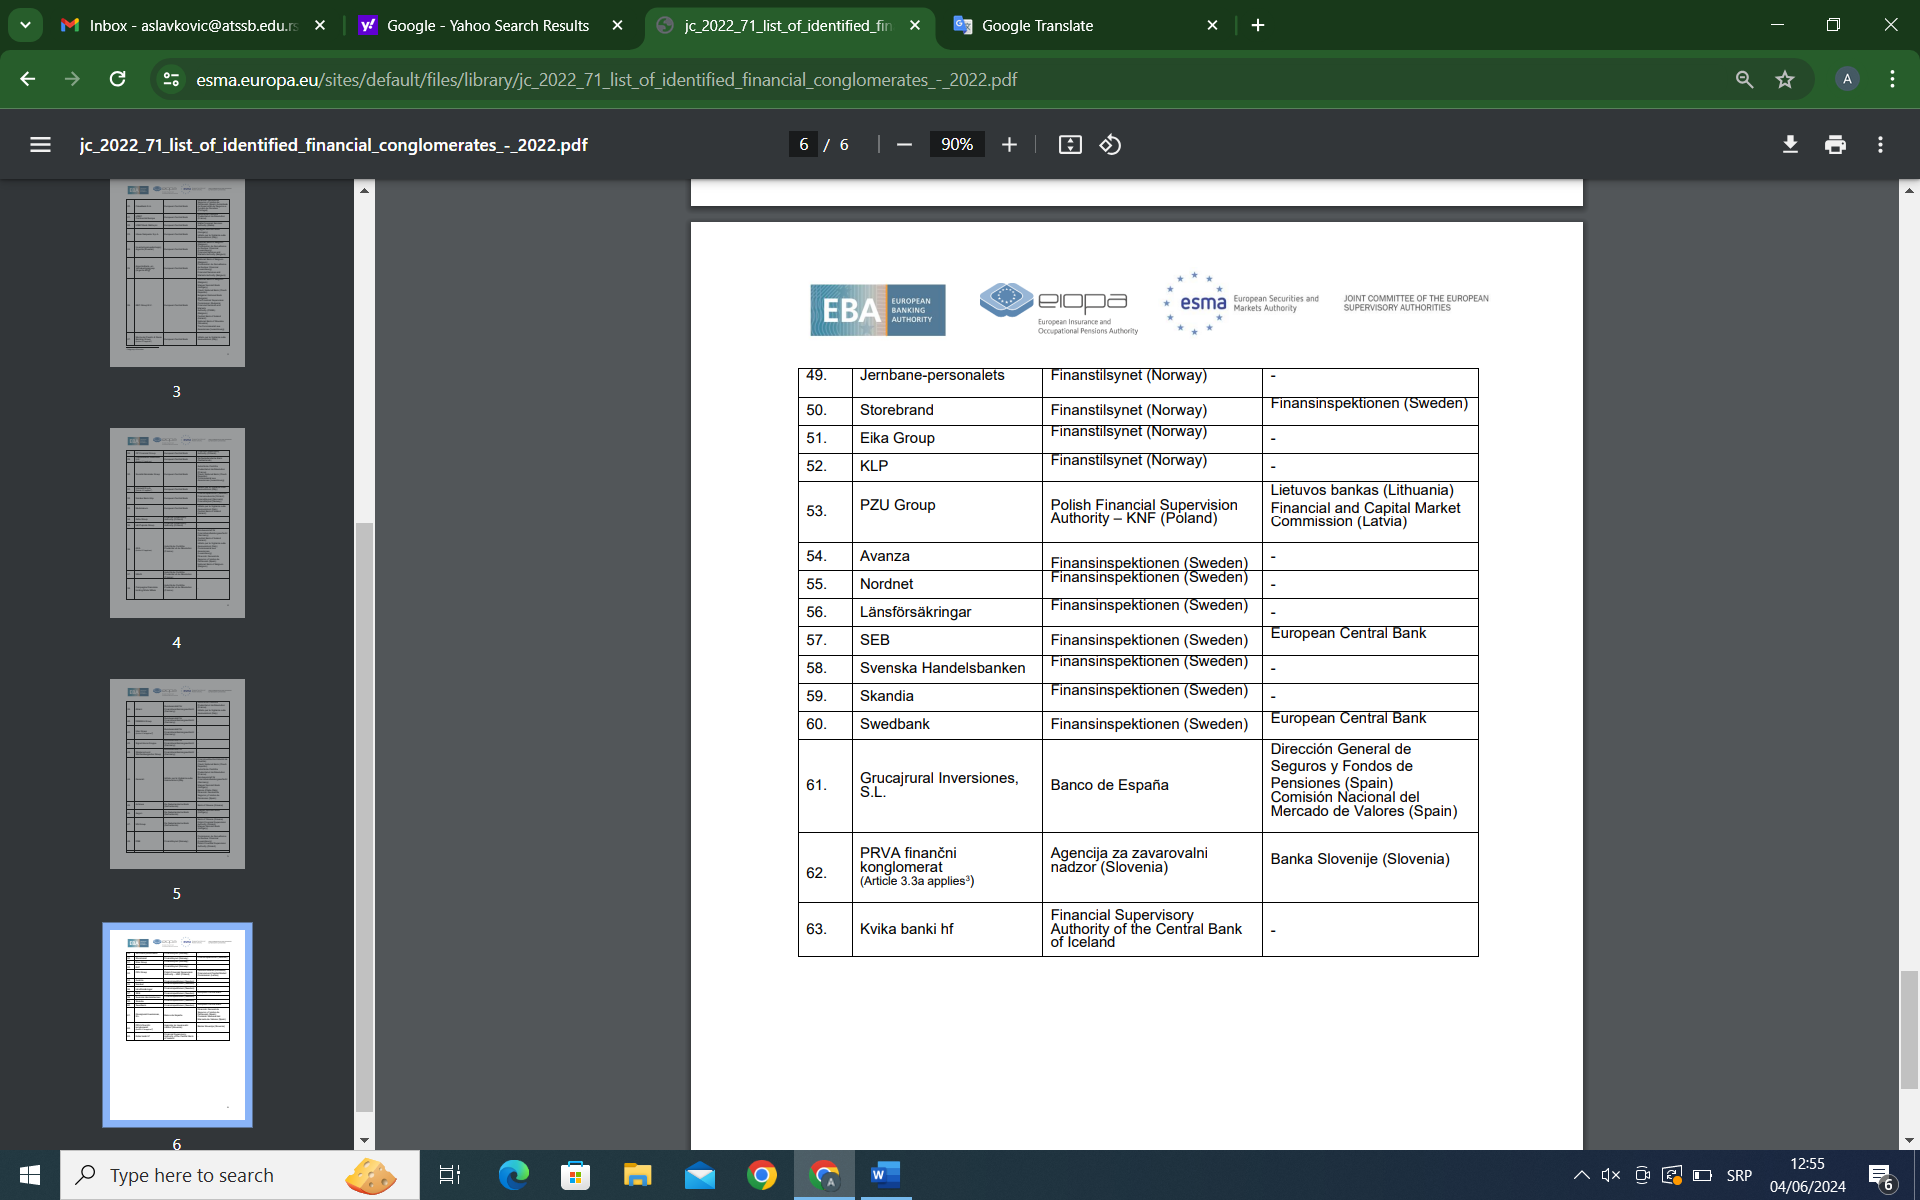 Inbox - aslavkovic@atssb.edu.rs
Google - Yahoo Search Results
jc_2022_71_list_of_identified_fin
Google Translate
esma.europa.eu/sites/default/files/library/jc_2022_71_list_of_identified_financial_conglomerates_-_2022.pdf
A
jc_2022_71_list_of_identified_financial_conglomerates_-_2022.pdf
6 / 6
90%
3
4
5
6
EBA EUROPEAN BANKING AUTHORITY
eiopa
European Insurance and
Occupational Pensions Authority
esma European Securities and
Markets Authority
JOINT COMMITTEE OF THE EUROPEAN
SUPERVISORY AUTHORITIES
49. Jernbane-personalets Finanstilsynet (Norway) -
50. Storebrand Finanstilsynet (Norway) Finansinspektionen (Sweden)
51. Eika Group Finanstilsynet (Norway) -
52. KLP Finanstilsynet (Norway) -
53. PZU Group Polish Financial Supervision
Authority – KNF (Poland)
Lietuvos bankas (Lithuania)
Financial and Capital Market
Commission (Latvia)
54. Avanza Finansinspektionen (Sweden) -
55. Nordnet Finansinspektionen (Sweden) -
56. Länsförsäkringar Finansinspektionen (Sweden) -
57. SEB Finansinspektionen (Sweden) European Central Bank
58. Svenska Handelsbanken Finansinspektionen (Sweden) -
59. Skandia Finansinspektionen (Sweden) -
60. Swedbank Finansinspektionen (Sweden) European Central Bank
61. Grucajrural Inversiones,
S.L.
Banco de España
Dirección General de
Seguros y Fondos de
Pensiones (Spain)
Comisión Nacional del
Mercado de Valores (Spain)
62. PRVA finančni
konglomerat
(Article 3.3a applies³)
Agencija za zavarovalni
nadzor (Slovenia)
Banka Slovenije (Slovenia)
63. Kvika banki hf
Financial Supervisory
Authority of the Central Bank
of Iceland
-
Type here to search
A
W
SRP
12:55
04/06/2024
6